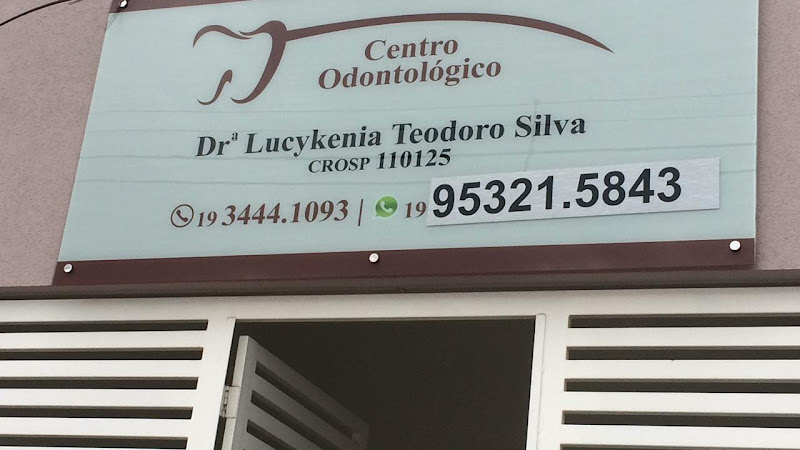 Centro
Odontológico
Drª Lucykenia Teodoro Silva
CROSP 110125
19 3444.1093 | 19 95321.5843